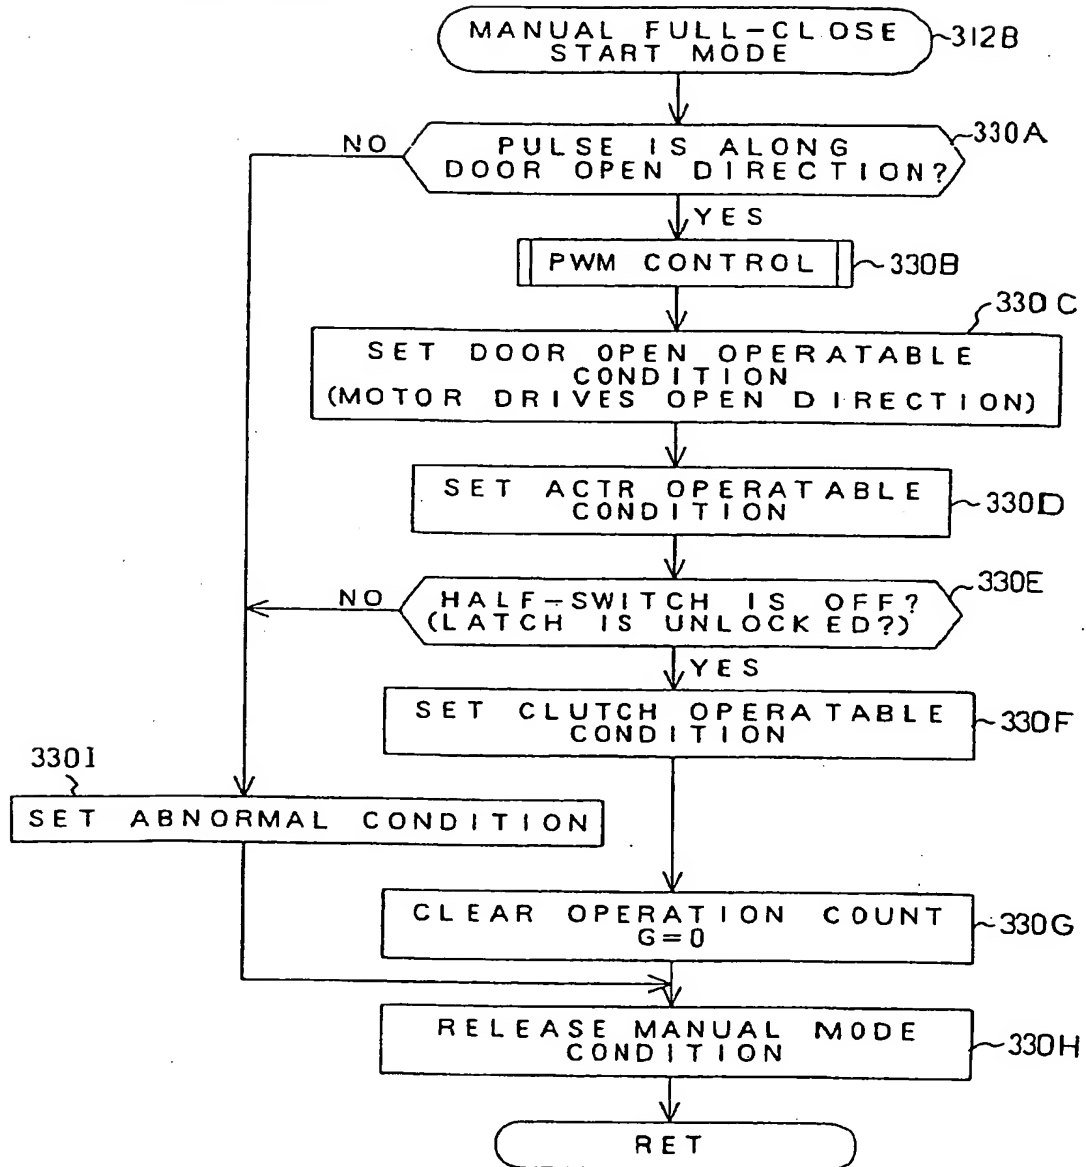 MANUAL FULL-CLOSE
START MODE
312B
330A
NO
PULSE IS ALONG
DOOR OPEN DIRECTION?
YES
PWM CONTROL
330B
330C
SET DOOR OPEN OPERATABLE
CONDITION
(MOTOR DRIVES OPEN DIRECTION)
SET ACTR OPERATABLE
CONDITION
330D
330E
NO
HALF-SWITCH IS OFF?
(LATCH IS UNLOCKED?)
YES
SET CLUTCH OPERATABLE
CONDITION
330F
330I
SET ABNORMAL CONDITION
CLEAR OPERATION COUNT
G=0
330G
RELEASE MANUAL MODE
CONDITION
330H
RET